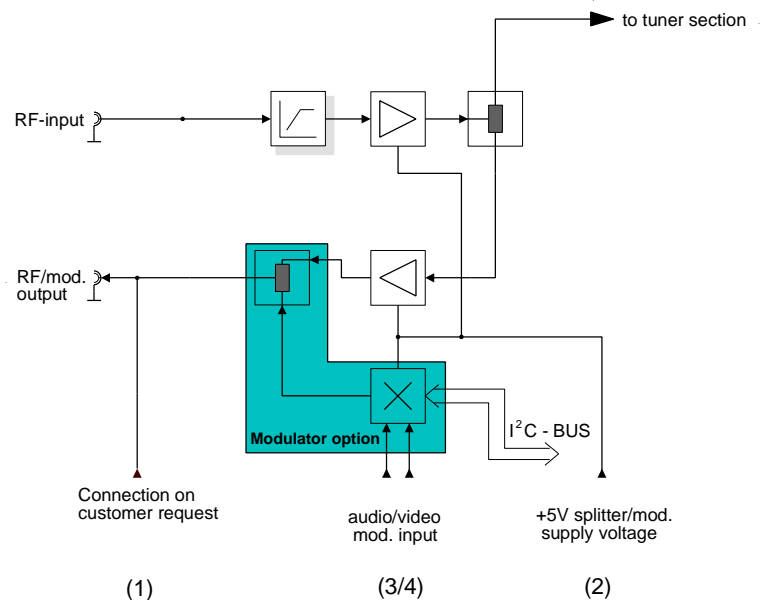 to tuner section
RF-input
RF/mod.
output
Modulator option
I²C - BUS
Connection on
customer request
audio/video
mod. input
+5V splitter/mod.
supply voltage
(1)
(3/4)
(2)